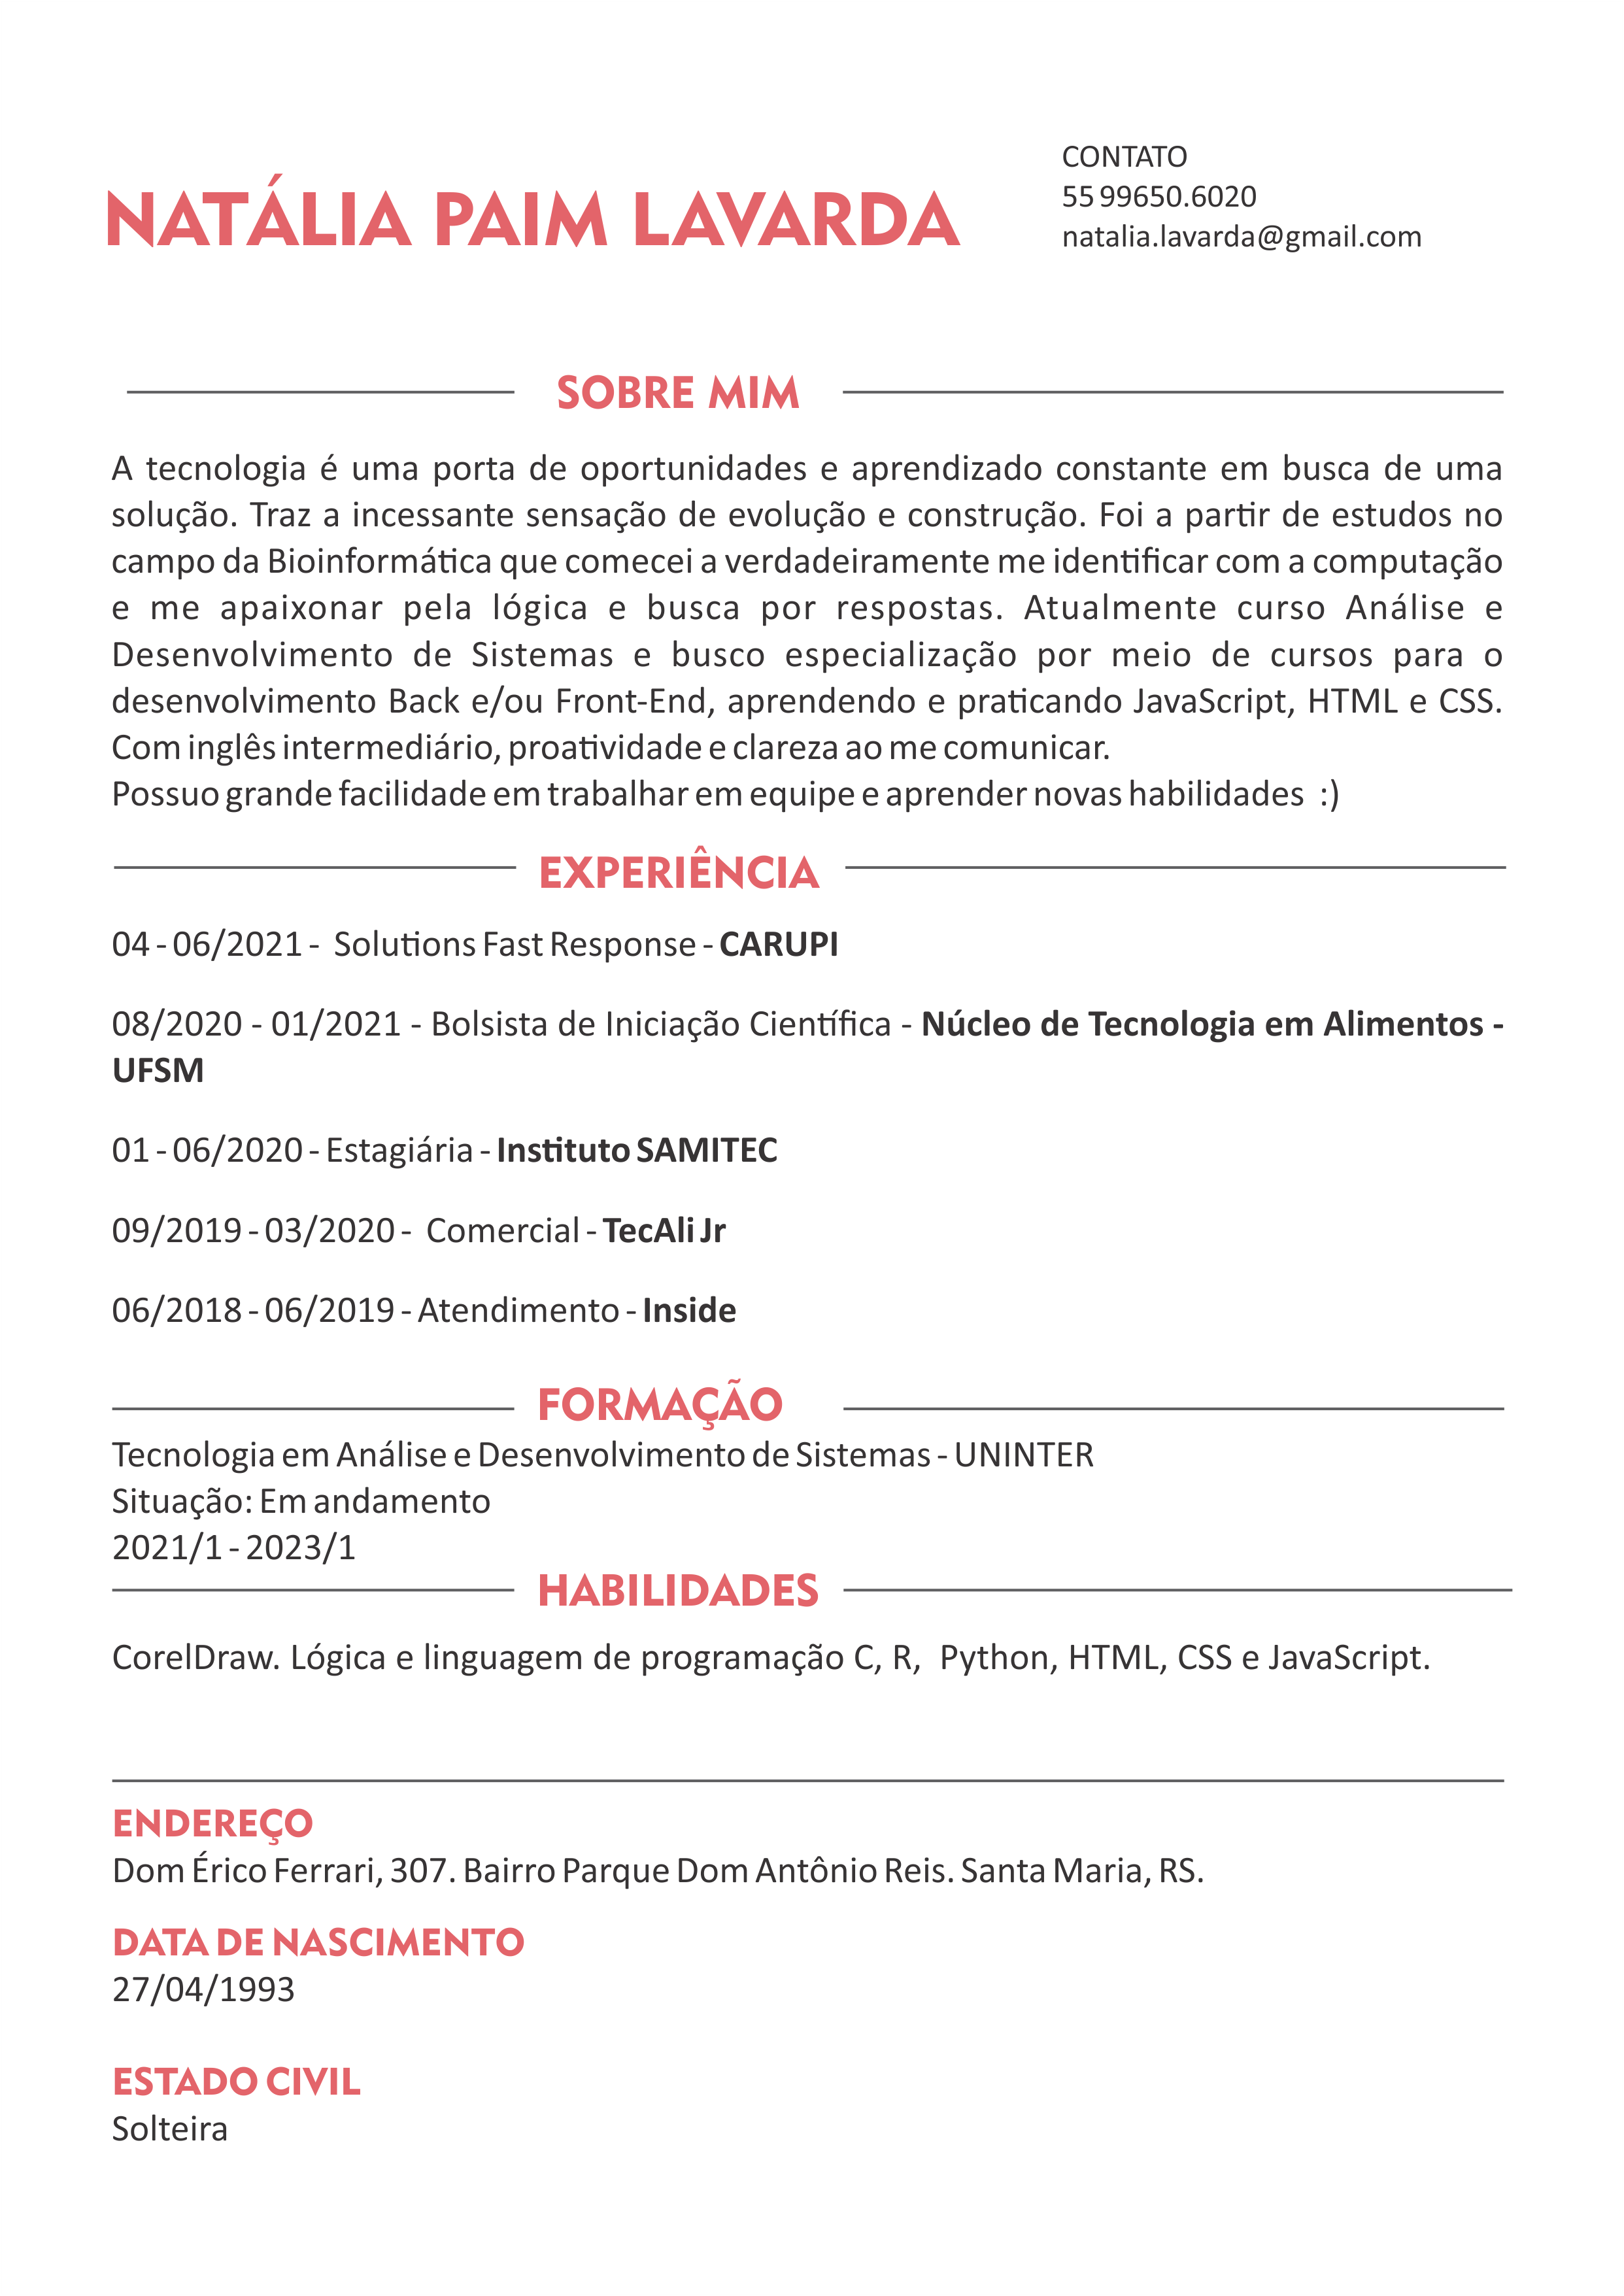 NATÁLIA PAIM LAVARDA
CONTATO
55 99650.6020
natalia.lavarda@gmail.com
SOBRE MIM
A tecnologia é uma porta de oportunidades e aprendizado constante em busca de uma
solução. Traz a incessante sensação de evolução e construção. Foi a partir de estudos no
campo da Bioinformática que comecei a verdadeiramente me identificar com a computação
e me apaixonar pela lógica e busca por respostas. Atualmente curso Análise e
Desenvolvimento de Sistemas e busco especialização por meio de cursos para o
desenvolvimento Back e/ou Front-End, aprendendo e praticando JavaScript, HTML e CSS.
Com inglês intermediário, proatividade e clareza ao me comunicar.
Possuo grande facilidade em trabalhar em equipe e aprender novas habilidades :)
EXPERIÊNCIA
04 - 06/2021 - Solutions Fast Response - CARUPI
08/2020 - 01/2021 - Bolsista de Iniciação Científica - Núcleo de Tecnologia em Alimentos -
UFSM
01 - 06/2020 - Estagiária - Instituto SAMITEC
09/2019 - 03/2020 - Comercial - TecAli Jr
06/2018 - 06/2019 - Atendimento - Inside
FORMAÇÃO
Tecnologia em Análise e Desenvolvimento de Sistemas - UNINTER
Situação: Em andamento
2021/1 - 2023/1
HABILIDADES
CorelDraw. Lógica e linguagem de programação C, R, Python, HTML, CSS e JavaScript.
ENDEREÇO
Dom Érico Ferrari, 307. Bairro Parque Dom Antônio Reis. Santa Maria, RS.
DATA DE NASCIMENTO
27/04/1993
ESTADO CIVIL
Solteira